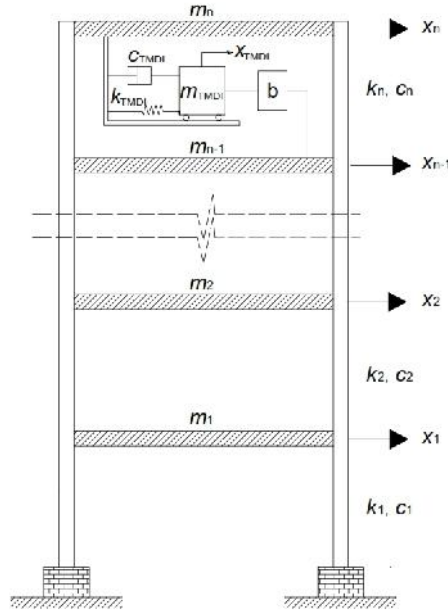 mn
xn
cTMDI
xTMDI
kn, cn
kTMDI
mTMDI
b
mn-1
xn-1
m2
x2
k2, c2
m1
x1
k1, c1